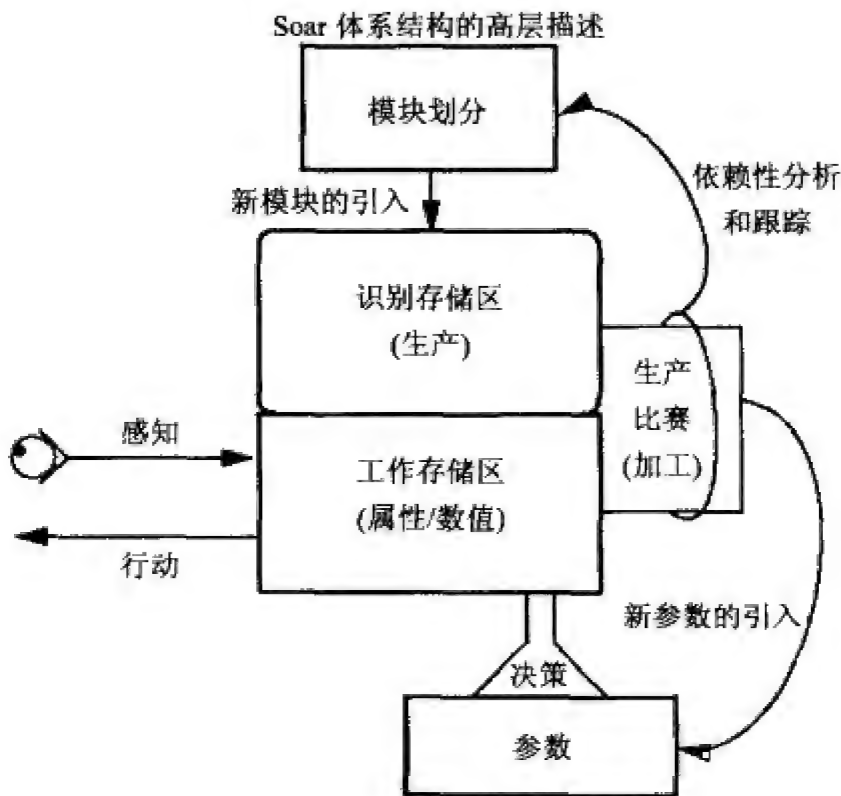 Soar 体系结构的高层描述
模块划分
新模块的引入
依赖性分析
和跟踪
识别存储区
(生产)
生产
比赛
(加工)
感知
工作存储区
(属性/数值)
行动
新参数的引入
决策
参数